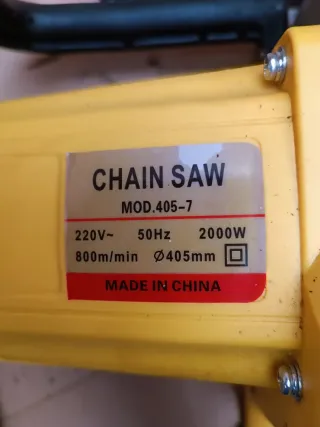 CHAIN SAW
MOD.405-7
220V~ 50Hz 2000W
800m/min Ø405mm
MADE IN CHINA